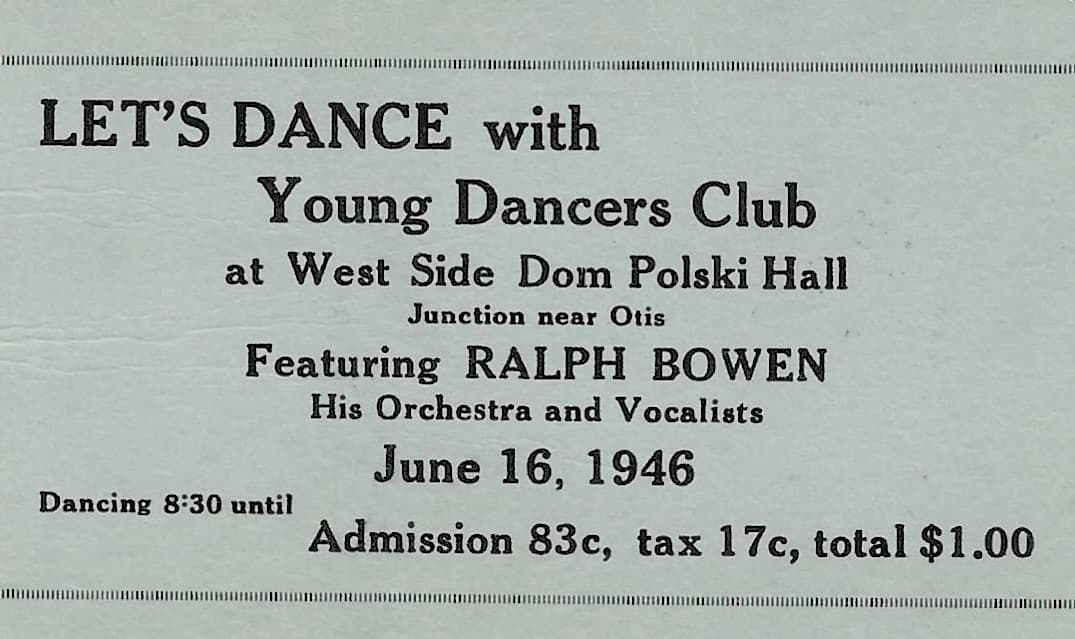 LET'S DANCE with
Young Dancers Club
at West Side Dom Polski Hall
Junction near Otis
Featuring RALPH BOWEN
His Orchestra and Vocalists
June 16, 1946
Dancing 8:30 until
Admission 83c, tax 17c, total $1.00